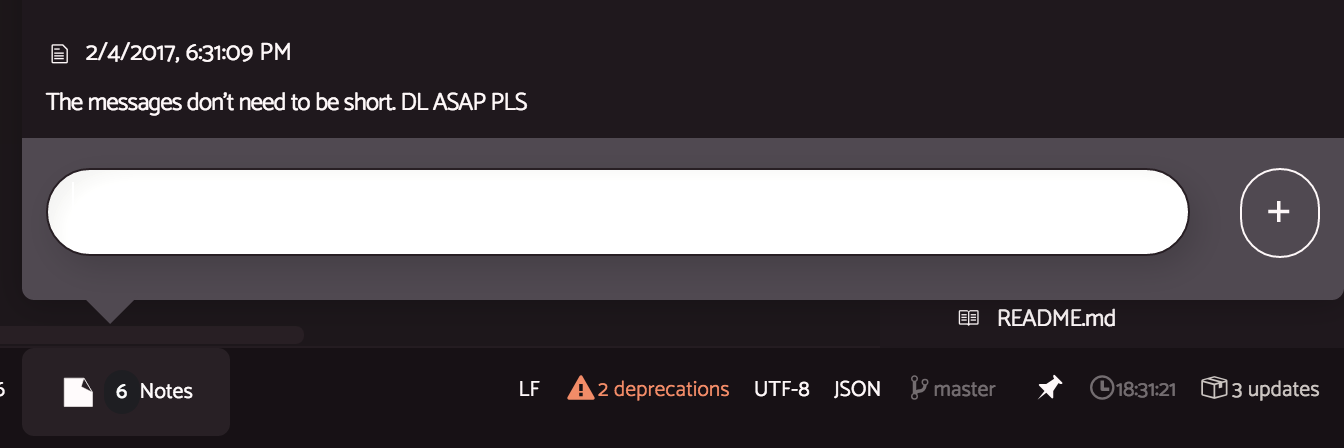 2/4/2017, 6:31:09 PM
The messages don't need to be short. DL ASAP PLS
+
README.md
6 Notes LF 2 deprecations UTF-8 JSON master 18:31:21 3 updates